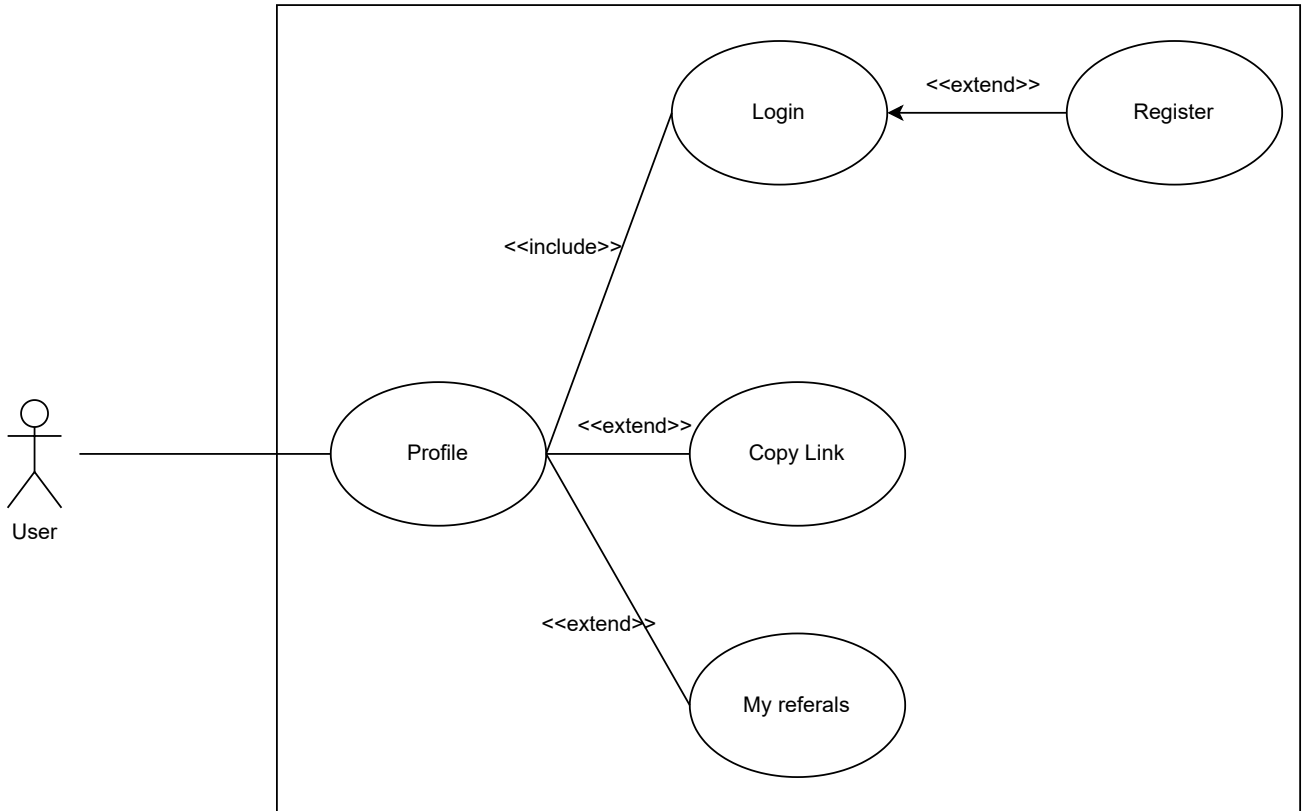 <<extend>>
Login
Register
<<include>>
<<extend>>
Profile
Copy Link
User
<<extend>>
My referals